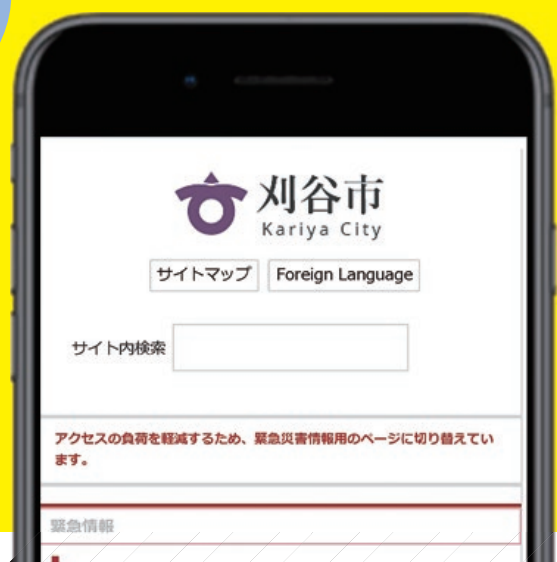 刈谷市
Kariya City
サイトマップ
Foreign Language
サイト内検索
アクセスの負荷を軽減するため、緊急災害情報用のページに切り替えてい
ます。
緊急情報